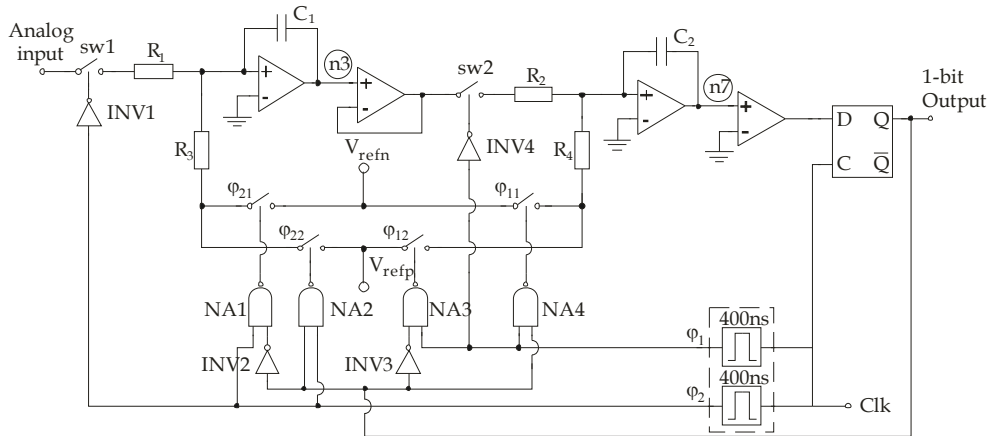 Analog
input
sw1
R1
C1
n3
sw2
R2
C2
n7
1-bit
Output
INV1
+
-
+
-
+
-
+
-
D Q
C Q̅
R3
Vrefn
INV4
R4
φ21
φ11
φ22
φ12
Vrefp
NA1
NA2
NA3
NA4
400ns
φ1
INV2
INV3
400ns
φ2
Clk